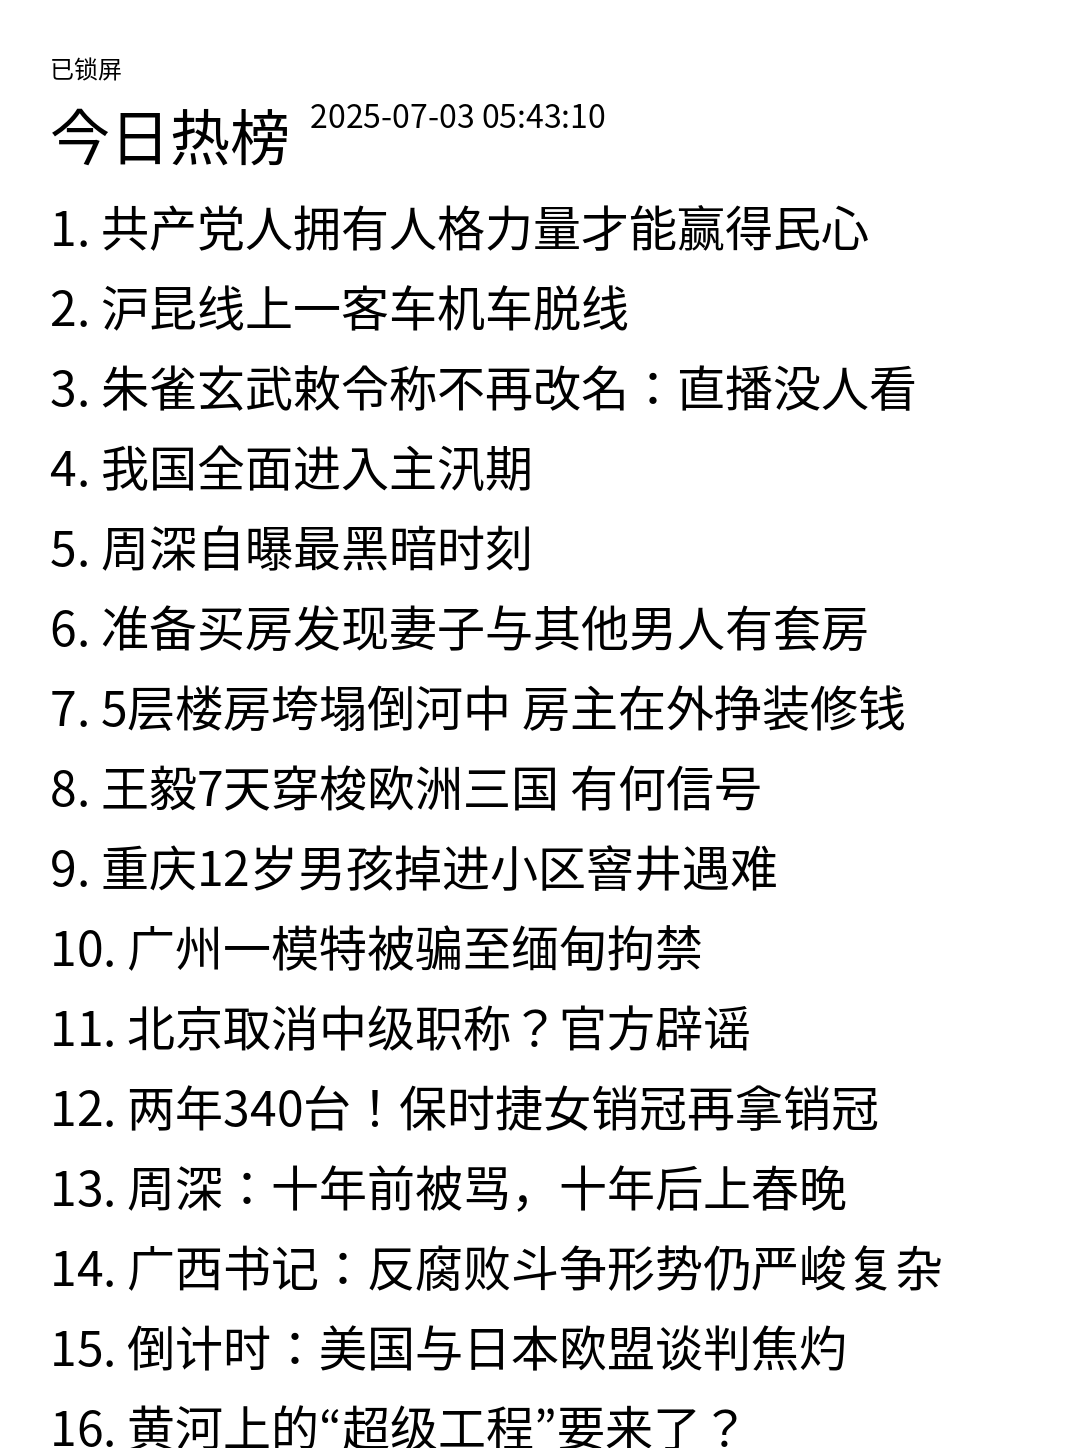 已锁屏
今日热榜 2025-07-03 05:43:10
1. 共产党人拥有人格力量才能赢得民心
2. 沪昆线上一客车机车脱线
3. 朱雀玄武敕令称不再改名：直播没人看
4. 我国全面进入主汛期
5. 周深自曝最黑暗时刻
6. 准备买房发现妻子与其他男人有套房
7. 5层楼房垮塌倒河中 房主在外挣装修钱
8. 王毅7天穿梭欧洲三国 有何信号
9. 重庆12岁男孩掉进小区窨井遇难
10. 广州一模特被骗至缅甸拘禁
11. 北京取消中级职称？官方辟谣
12. 两年340台！保时捷女销冠再拿销冠
13. 周深：十年前被骂，十年后上春晚
14. 广西书记：反腐败斗争形势仍严峻复杂
15. 倒计时：美国与日本欧盟谈判焦灼
16. 黄河上的“超级工程”要来了？